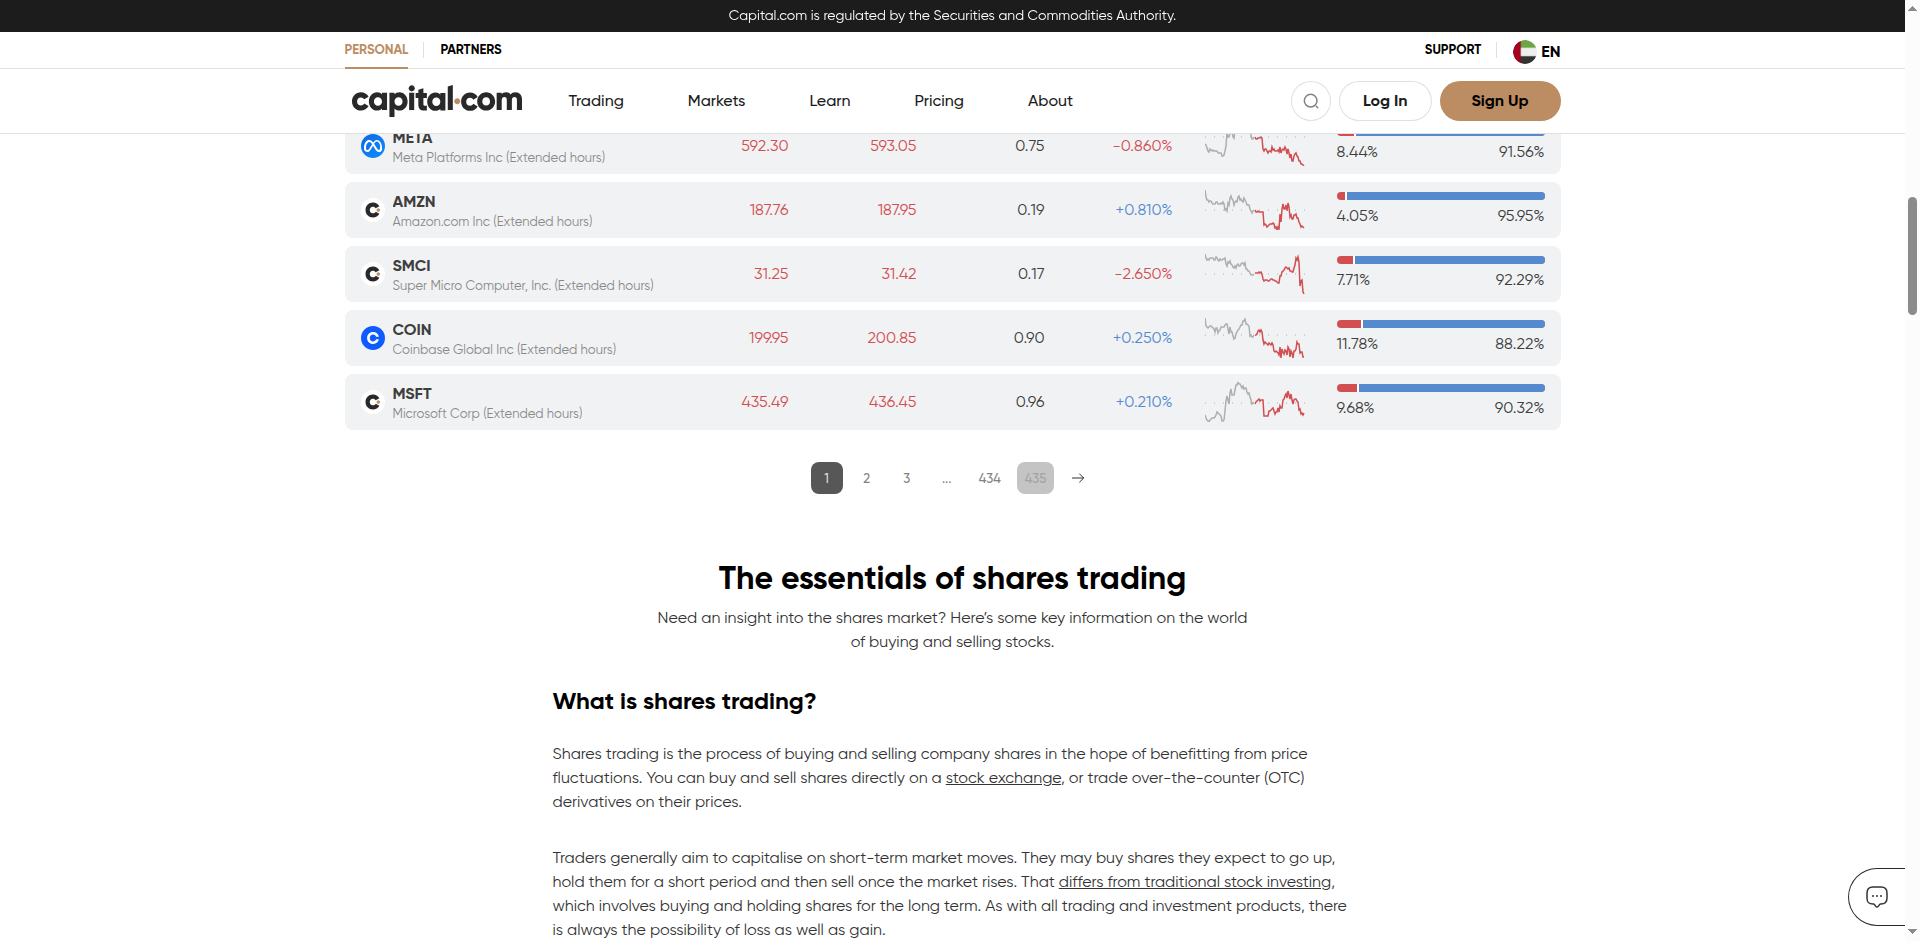 Capital.com is regulated by the Securities and Commodities Authority.
PERSONAL PARTNERS SUPPORT EN
capital.com Trading Markets Learn Pricing About Log In Sign Up
META 592.30 593.05 0.75 -0.860% 8.44% 91.56%
Meta Platforms Inc (Extended hours)
AMZN 187.76 187.95 0.19 +0.810% 4.05% 95.95%
Amazon.com Inc (Extended hours)
SMCI 31.25 31.42 0.17 -2.650% 7.71% 92.29%
Super Micro Computer, Inc. (Extended hours)
COIN 199.95 200.85 0.90 +0.250% 11.78% 88.22%
Coinbase Global Inc (Extended hours)
MSFT 435.49 436.45 0.96 +0.210% 9.68% 90.32%
Microsoft Corp (Extended hours)
1 2 3 ... 434 435
The essentials of shares trading
Need an insight into the shares market? Here's some key information on the world
of buying and selling stocks.
What is shares trading?
Shares trading is the process of buying and selling company shares in the hope of benefitting from price
fluctuations. You can buy and sell shares directly on a stock exchange, or trade over-the-counter (OTC)
derivatives on their prices.
Traders generally aim to capitalise on short-term market moves. They may buy shares they expect to go up,
hold them for a short period and then sell once the market rises. That differs from traditional stock investing,
which involves buying and holding shares for the long term. As with all trading and investment products, there
is always the possibility of loss as well as gain.